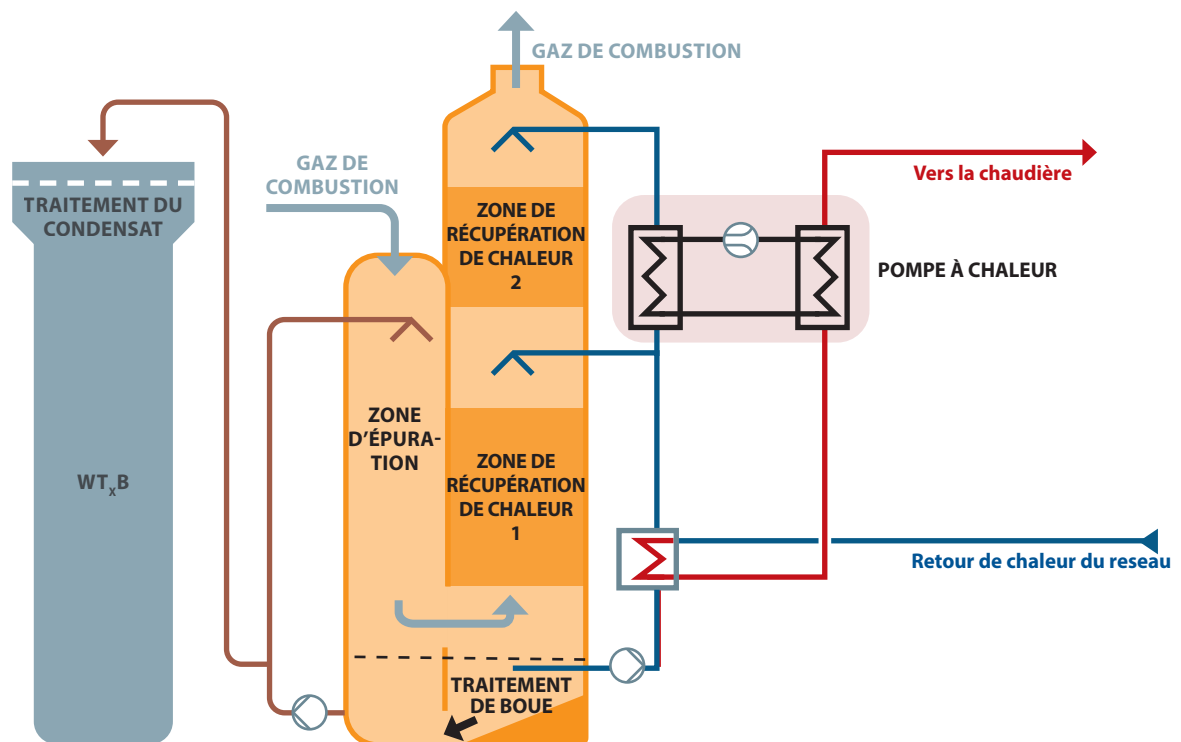 GAZ DE COMBUSTION
GAZ DE
COMBUSTION
TRAITEMENT DU
CONDENSAT
ZONE DE
RÉCUPÉRATION
DE CHALEUR
2
Vers la chaudière
POMPE À CHALEUR
ZONE
D'ÉPURA-
TION
WTxB
ZONE DE
RÉCUPÉRATION
DE CHALEUR
1
Retour de chaleur du reseau
TRAITEMENT
DE BOUE